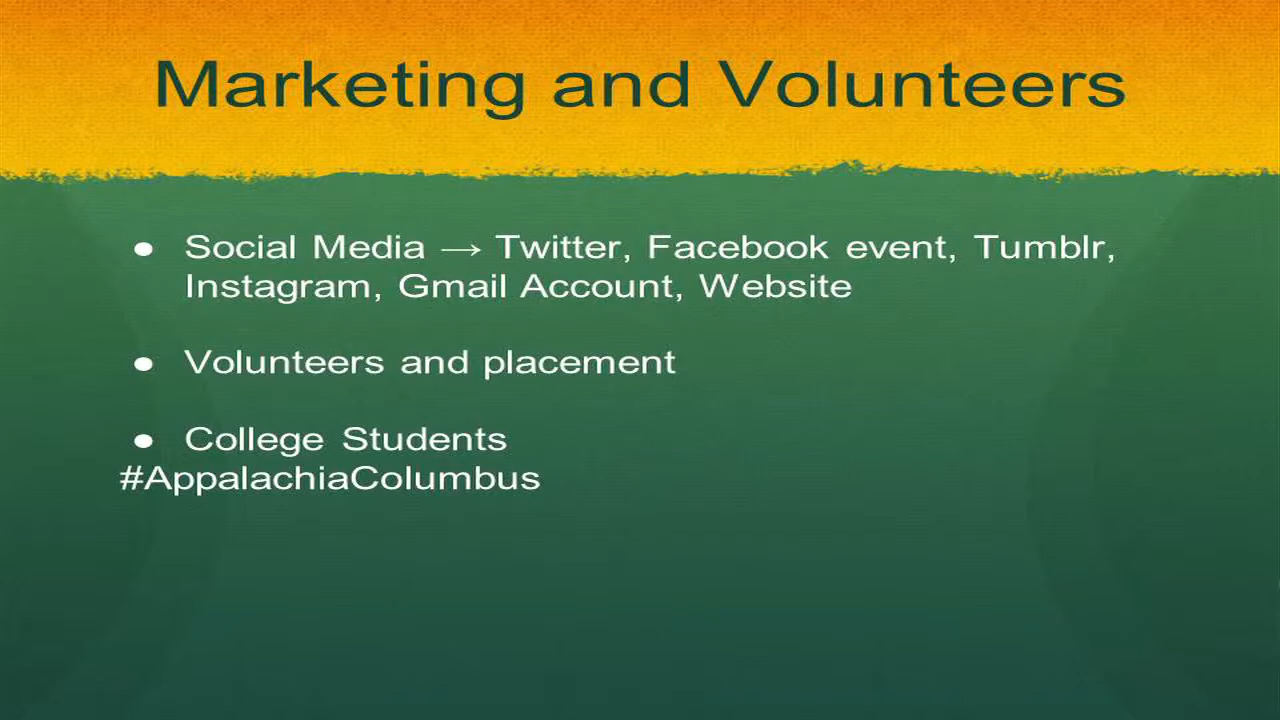 Marketing and Volunteers
● Social Media → Twitter, Facebook event, Tumblr,
Instagram, Gmail Account, Website
● Volunteers and placement
● College Students
#AppalachiaColumbus